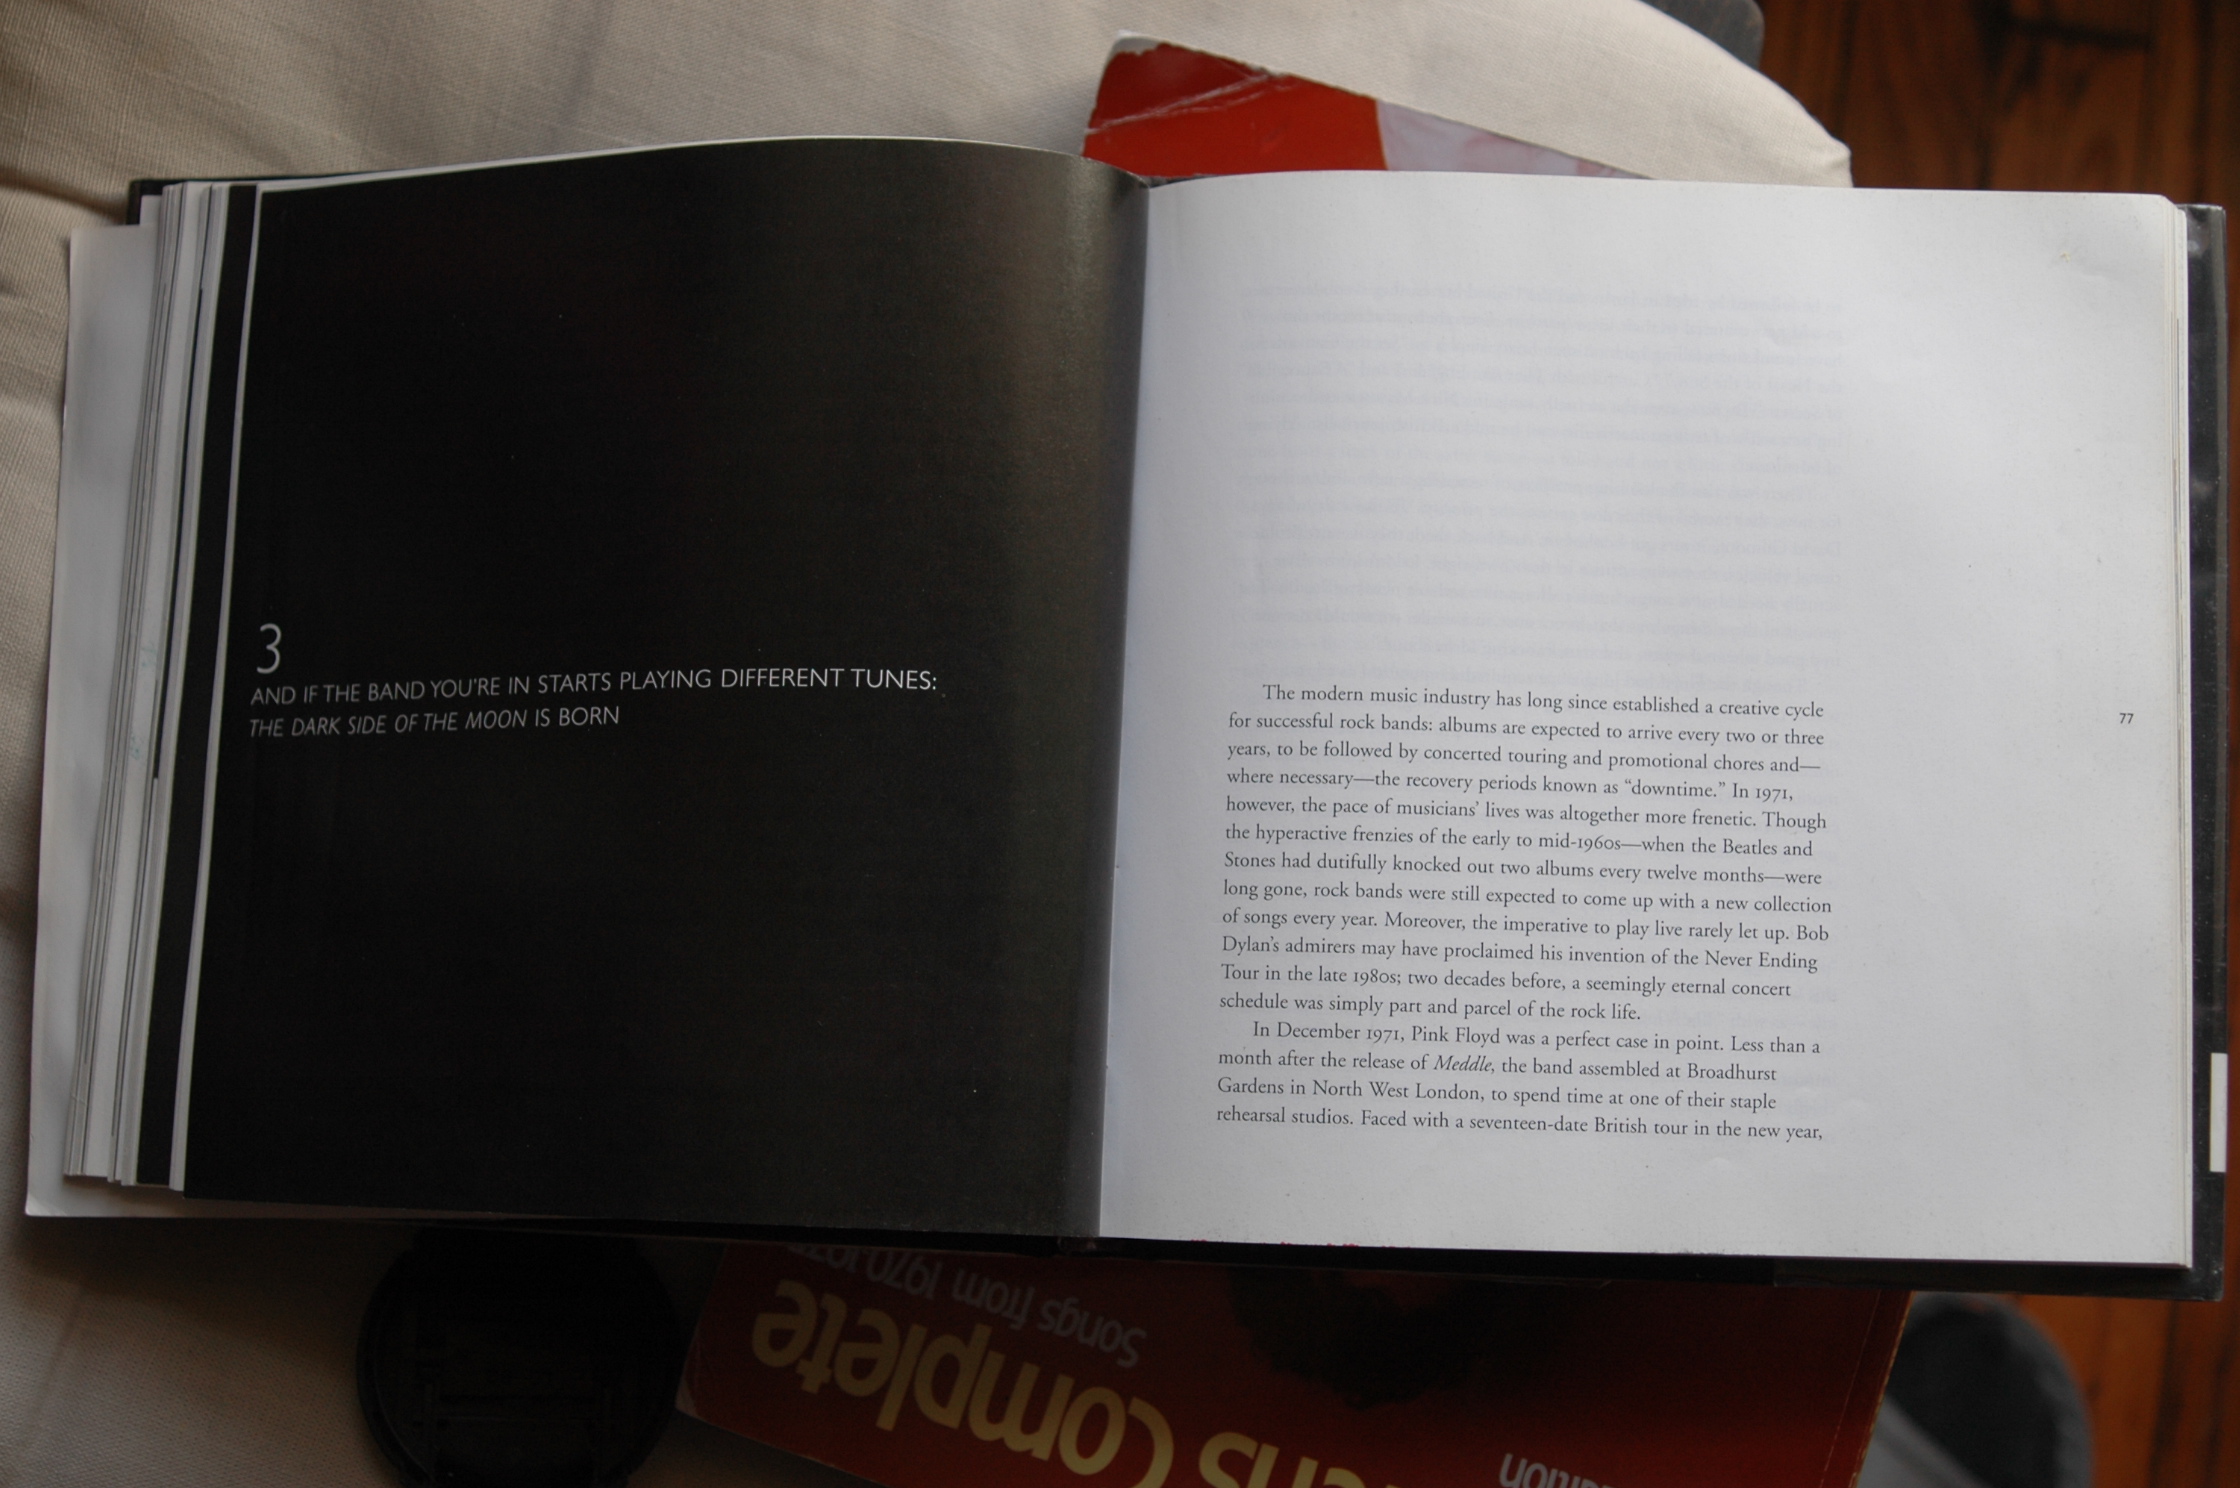 3
AND IF THE BAND YOU'RE IN STARTS PLAYING DIFFERENT TUNES:
THE DARK SIDE OF THE MOON IS BORN
The modern music industry has long since established a creative cycle
for successful rock bands: albums are expected to arrive every two or three
years, to be followed by concerted touring and promotional chores and—
where necessary—the recovery periods known as “downtime.” In 1971,
however, the pace of musicians’ lives was altogether more frenetic. Though
the hyperactive frenzies of the early to mid-1960s—when the Beatles and
Stones had dutifully knocked out two albums every twelve months—were
long gone, rock bands were still expected to come up with a new collection
of songs every year. Moreover, the imperative to play live rarely let up. Bob
Dylan’s admirers may have proclaimed his invention of the Never Ending
Tour in the late 1980s; two decades before, a seemingly eternal concert
schedule was simply part and parcel of the rock life.
In December 1971, Pink Floyd was a perfect case in point. Less than a
month after the release of Meddle, the band assembled at Broadhurst
Gardens in North West London, to spend time at one of their staple
rehearsal studios. Faced with a seventeen-date British tour in the new year,
77
Complete
songs from 1970